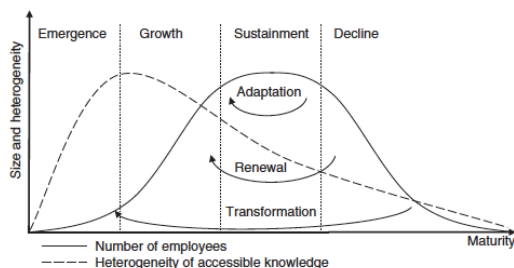 Emergence Growth Sustainment Decline
Size and heterogeneity
Adaptation
Renewal
Transformation
Maturity
Number of employees
Heterogeneity of accessible knowledge